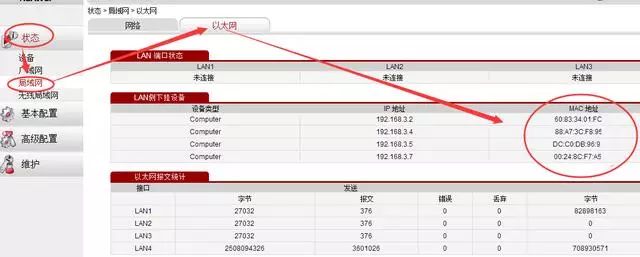 状态 > 局域网 > 以太网
网络 以太网
状态
设备
域网
局域网
无线局域网
基本配置
高级配置
维护
LAN 端口状态
LAN1 LAN2 LAN3
未连接 未连接 未连接
LAN侧下挂设备
设备类型 IP 地址 MAC 地址
Computer 192.168.3.2 60:83:34:01:FC
Computer 192.168.3.4 88:A7:3C:F8:95
Computer 192.168.3.5 DC:C0:DB:96:9
Computer 192.168.3.7 00:24:8C:F7:A5
以太网报文统计
接口 发送
字节 报文 错误 丢弃 字节
LAN1 27032 376 0 0 82898163
LAN2 27032 376 0 0 0
LAN3 27032 376 0 0 0
LAN4 2508094326 3601026 0 0 708930571